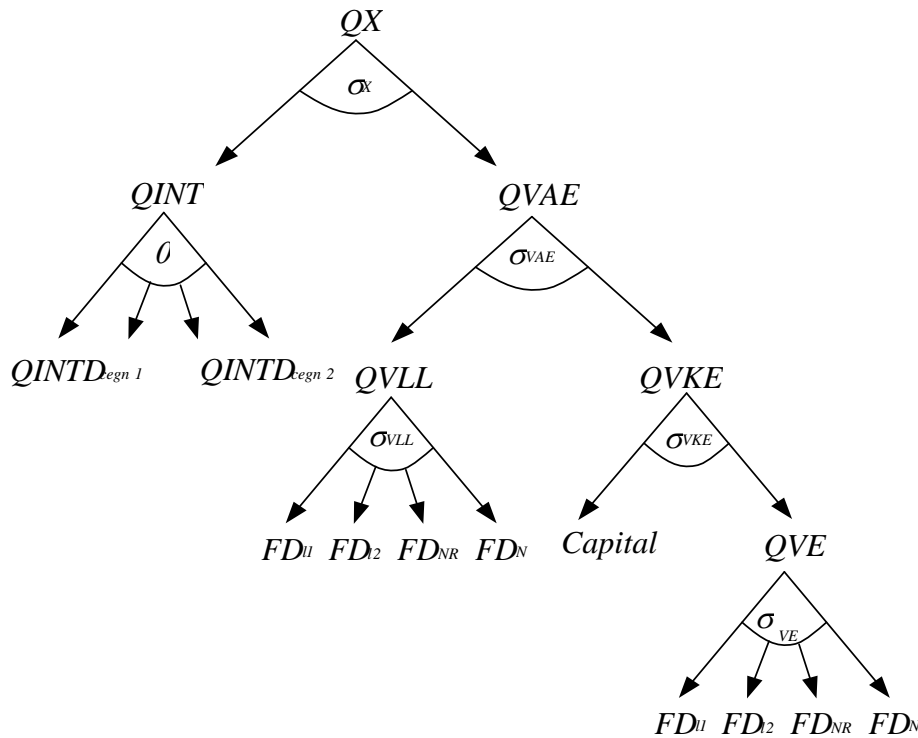 QX
σX
QINT QVAE
0 σVAE
QINTDcegn 1 QINTDcegn 2 QVLL QVKE
σVLL σVKE
FDl1 FDl2 FDNR FDN Capital QVE
σVE
FDl1 FDl2 FDNR FDN